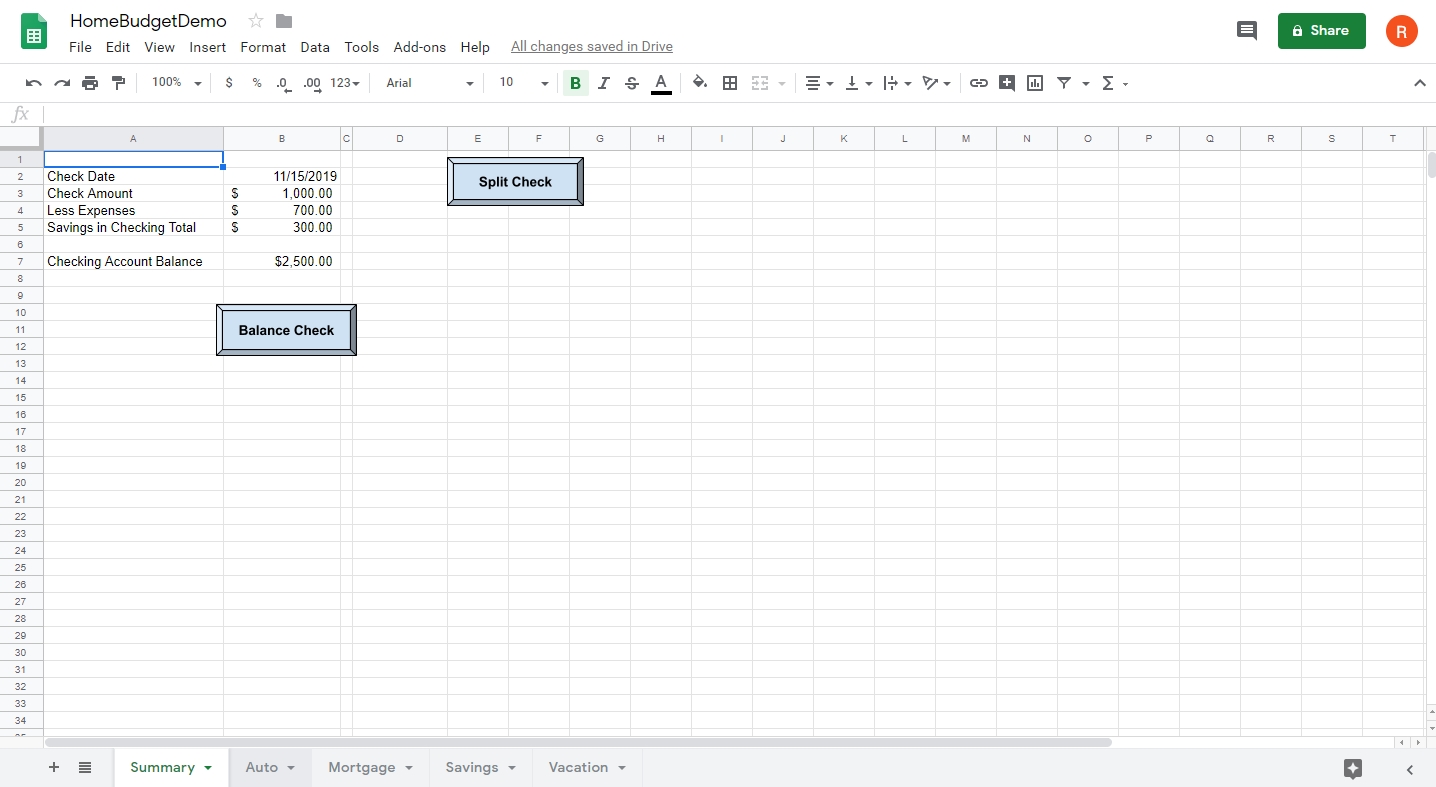 HomeBudgetDemo
File Edit View Insert Format Data Tools Add-ons Help All changes saved in Drive
Share
R
100% $ % .0 .00 123 Arial 10 B I S A Σ
fx
A B C D E F G H I J K L M N O P Q R S T
1
2 Check Date 11/15/2019
3 Check Amount $ 1,000.00
4 Less Expenses $ 700.00
5 Savings in Checking Total $ 300.00
6
7 Checking Account Balance $2,500.00
8
9
10
11
12
13
14
15
16
17
18
19
20
21
22
23
24
25
26
27
28
29
30
31
32
33
34
Split Check
Balance Check
+ Summary Auto Mortgage Savings Vacation